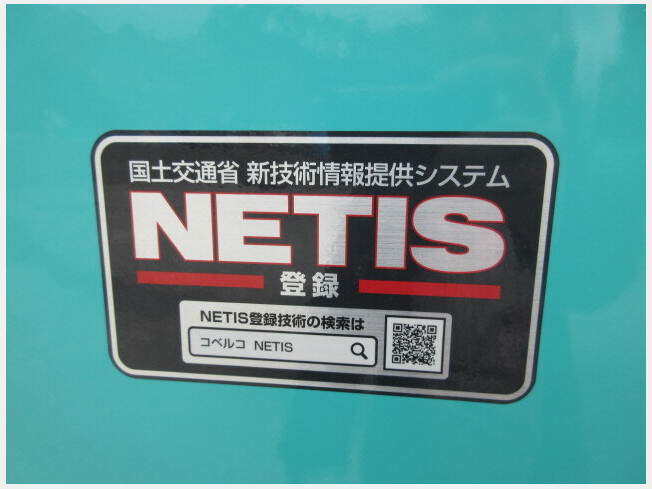 国土交通省 新技術情報提供システム
NETIS
登録
NETIS登録技術の検索は
コベルコ NETIS